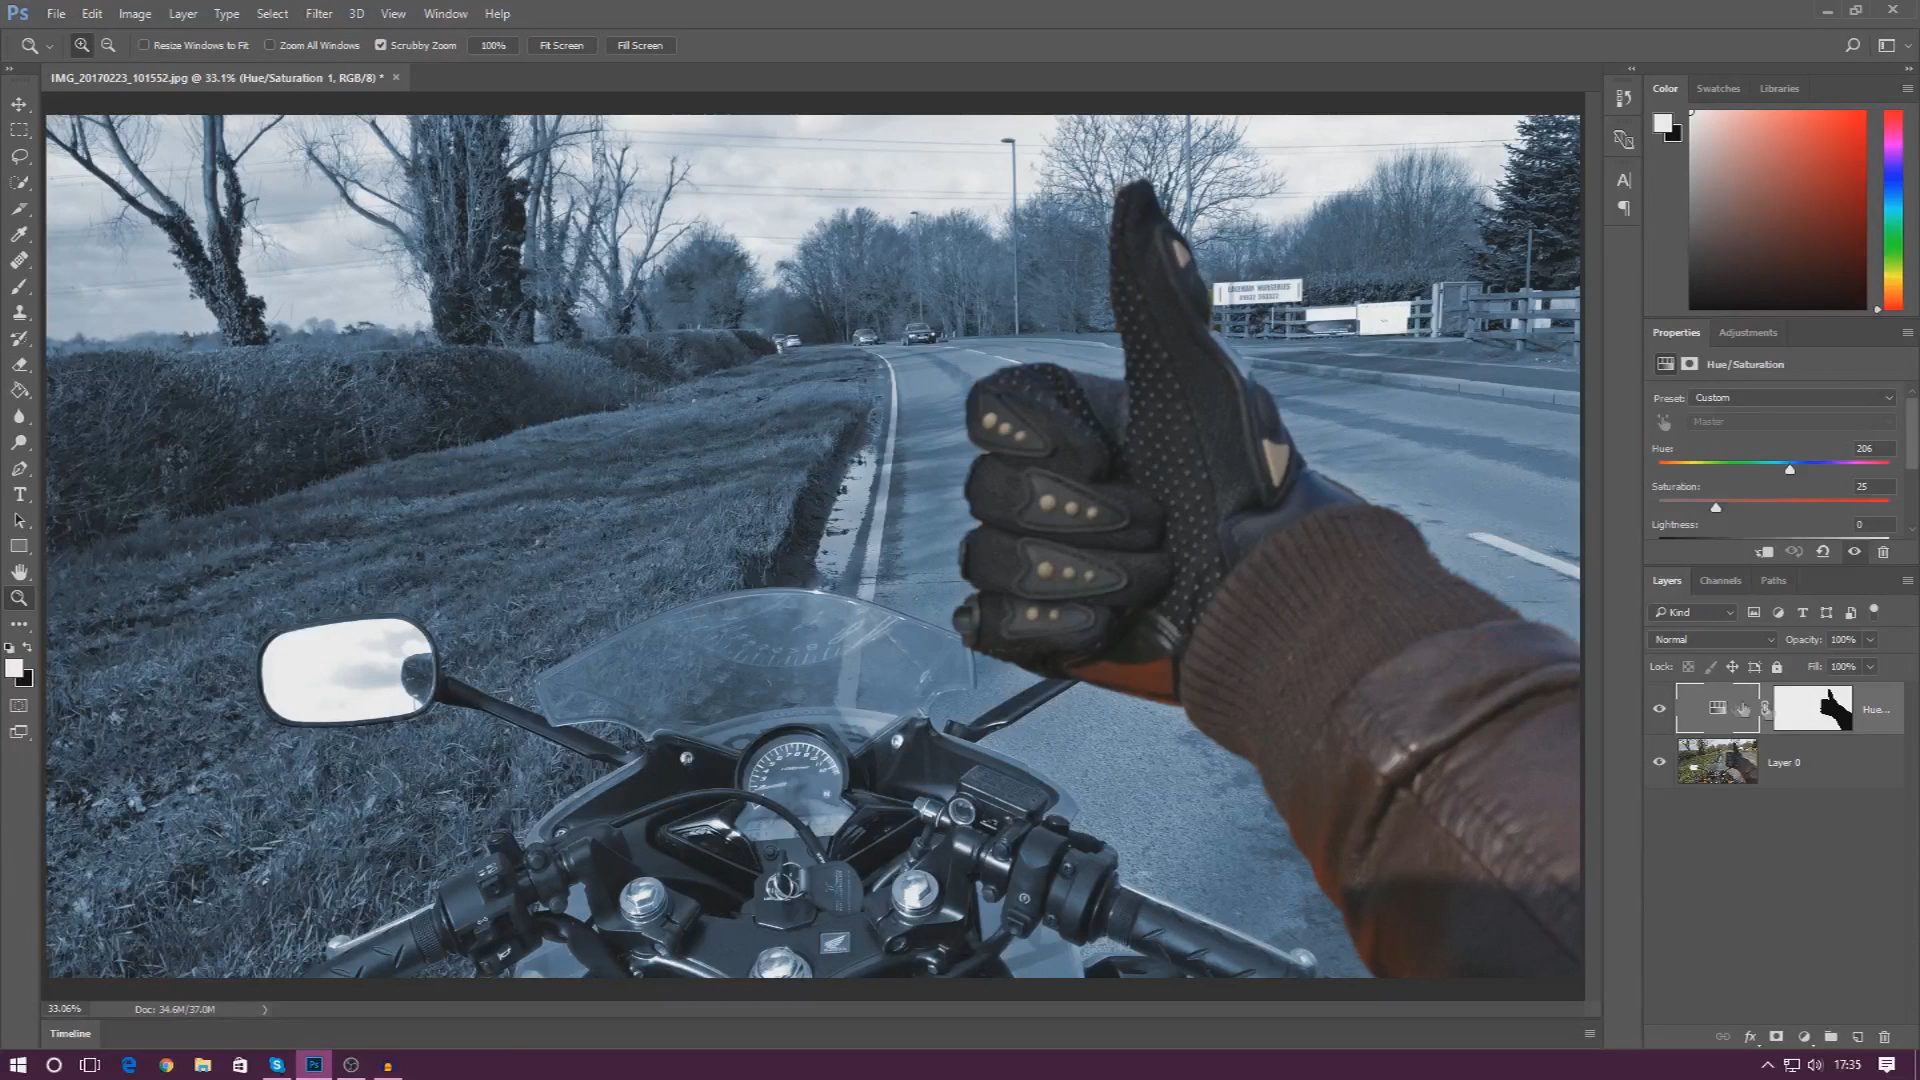 Ps File Edit Image Layer Type Select Filter 3D View Window Help
Resize Windows to Fit Zoom All Windows Scrubby Zoom 100% Fit Screen Fill Screen
IMG_20170223_101552.jpg @ 33.1% (Hue/Saturation 1, RGB/8) *
Color Swatches Libraries
Properties Adjustments
Hue/Saturation
Preset: Custom
Master
Hue: 206
Saturation: 25
Lightness: 0
Layers Channels Paths
Kind
Normal Opacity: 100%
Lock: Fill: 100%
Hue...
Layer 0
fx
33.06% Doc: 34.6M/37.0M
Timeline
17:35